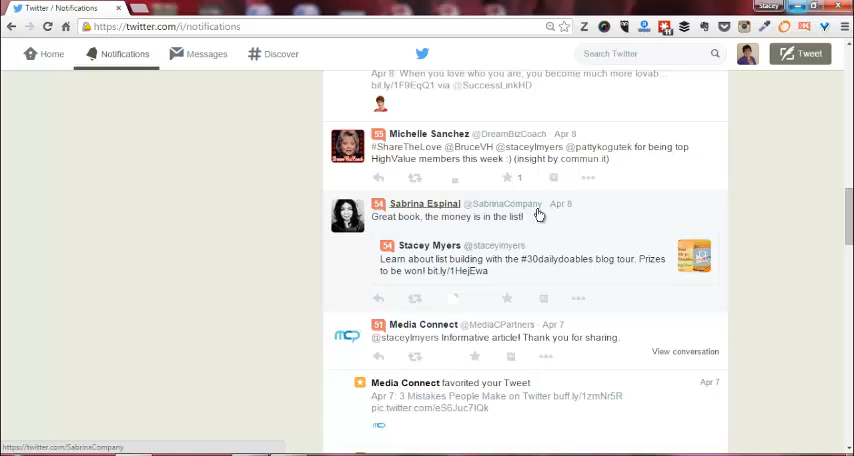 Twitter / Notifications
Stacey
https://twitter.com/i/notifications
Home
Notifications
Messages
Discover
Search Twitter
Tweet
Apr 8: When you love who you are, you become much more lovab...
bit.ly/1F9EqQ1 via @SuccessLinkHD
55 Michelle Sanchez @DreamBizCoach · Apr 8
#ShareTheLove @BruceVH @staceylmyers @pattykogutek for being top
HighValue members this week :) (insight by commun.it)
1
54 Sabrina Espinal @SabrinaCompany · Apr 8
Great book, the money is in the list!
54 Stacey Myers @staceylmyers
Learn about list building with the #30dailydoables blog tour. Prizes
to be won! bit.ly/1HejEwa
51 Media Connect @MediaCPartners · Apr 7
@staceylmyers Informative article! Thank you for sharing.
View conversation
Media Connect favorited your Tweet
Apr 7
Apr 7: 3 Mistakes People Make on Twitter buff.ly/1zmNr5R
pic.twitter.com/eS6Juc7IQk
https://twitter.com/SabrinaCompany